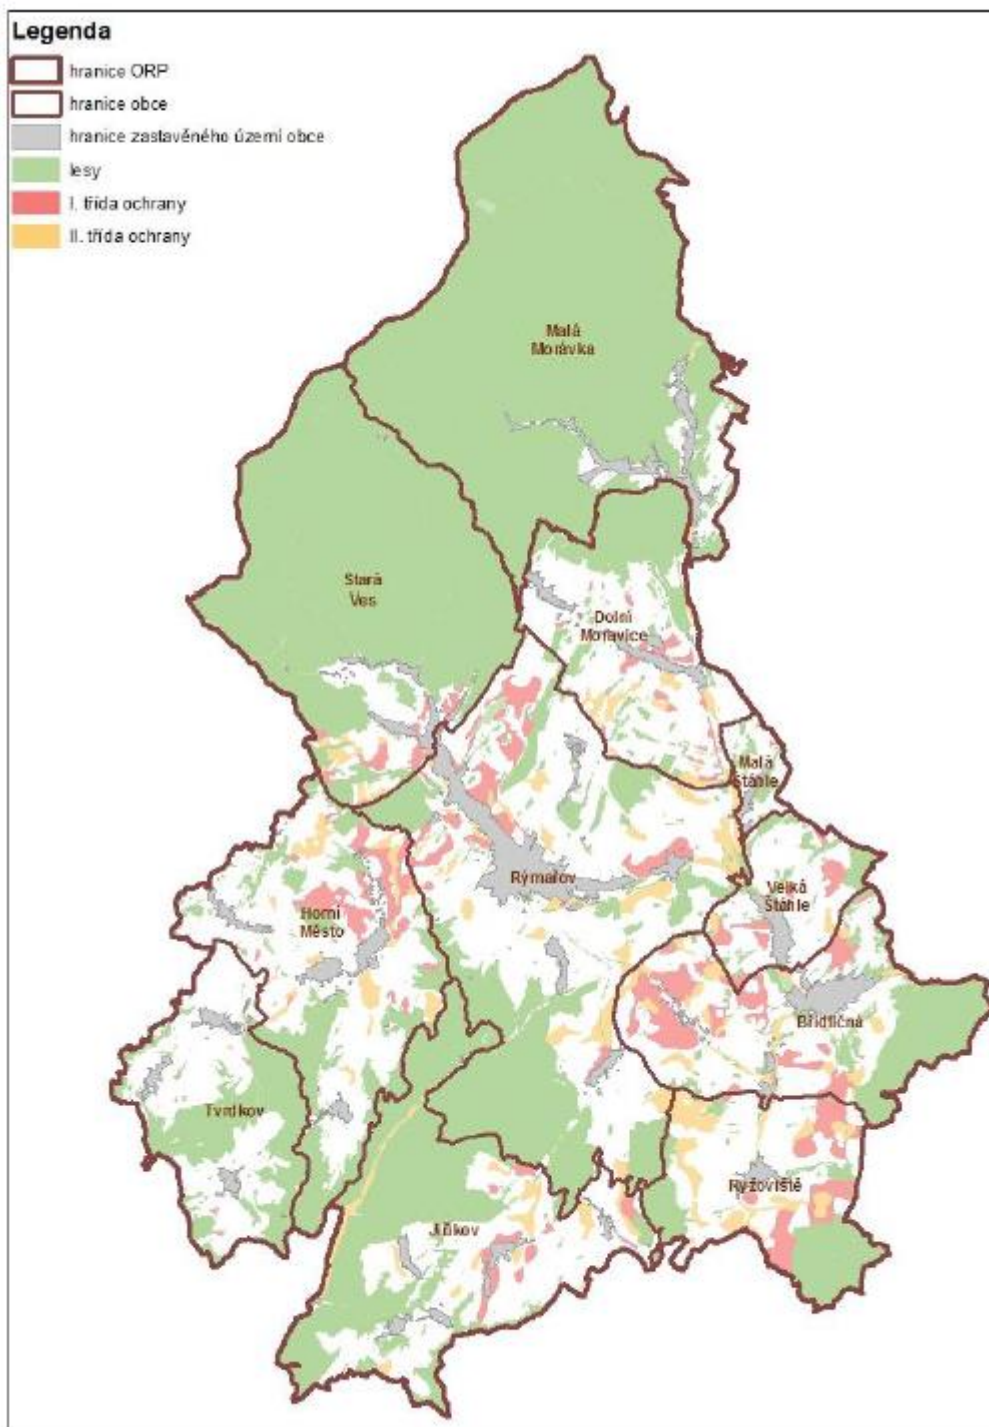 Legenda
hranice ORP
hranice obce
hranice zastavěného území obce
lesy
I. třída ochrany
II. třída ochrany
Malá
Morávka
Stará
Ves
Dolní
Moravice
Malá
Štáhle
Rýmařov
Velká
Štáhle
Horní
Město
Břidličná
Tvrdkov
Ryžoviště
Jiříkov